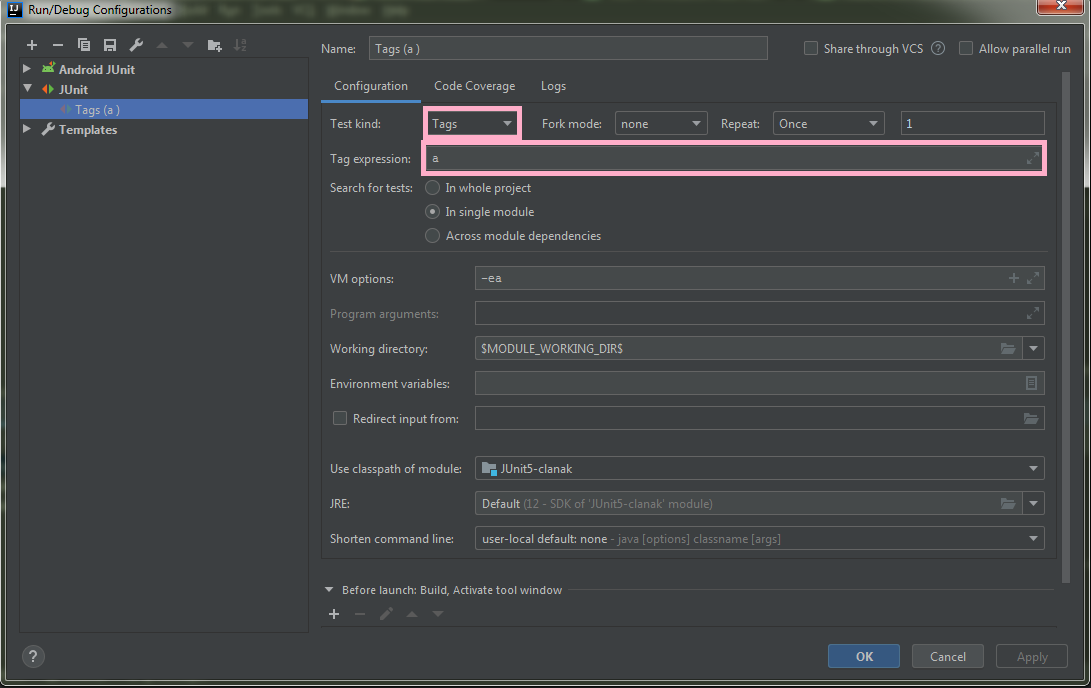 Run/Debug Configurations
Name: Tags (a )
Share through VCS ?
Allow parallel run
Android JUnit
JUnit
Tags (a )
Templates
Configuration Code Coverage Logs
Test kind: Tags Fork mode: none Repeat: Once 1
Tag expression: a
Search for tests: In whole project
In single module
Across module dependencies
VM options: -ea
Program arguments:
Working directory: $MODULE_WORKING_DIR$
Environment variables:
Redirect input from:
Use classpath of module: JUnit5-clanak
JRE: Default (12 - SDK of 'JUnit5-clanak' module)
Shorten command line: user-local default: none - java [options] classname [args]
Before launch: Build, Activate tool window
? OK Cancel Apply